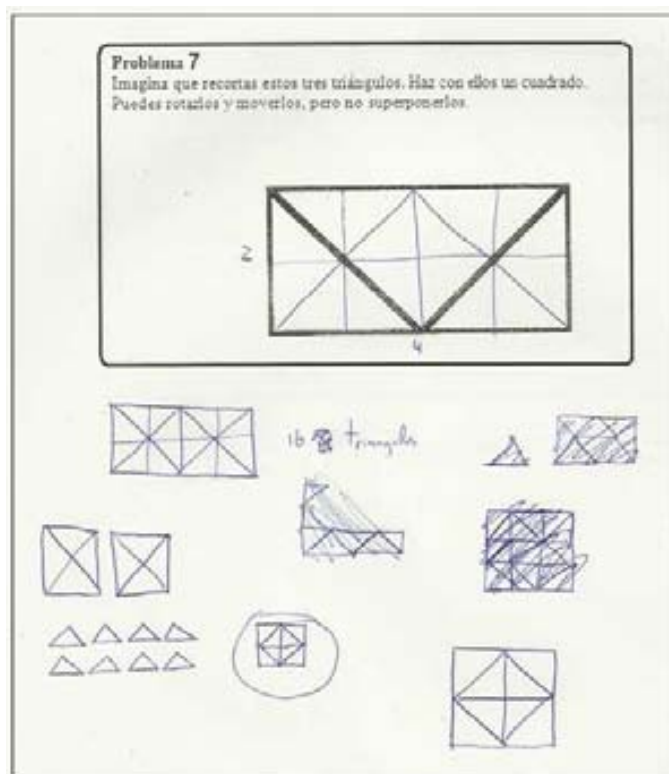 Problema 7
Imagina que recortas estos tres triángulos. Haz con ellos un cuadrado.
Puedes rotarlos y moverlos, pero no superponerlos.
2
4
16 triangulos